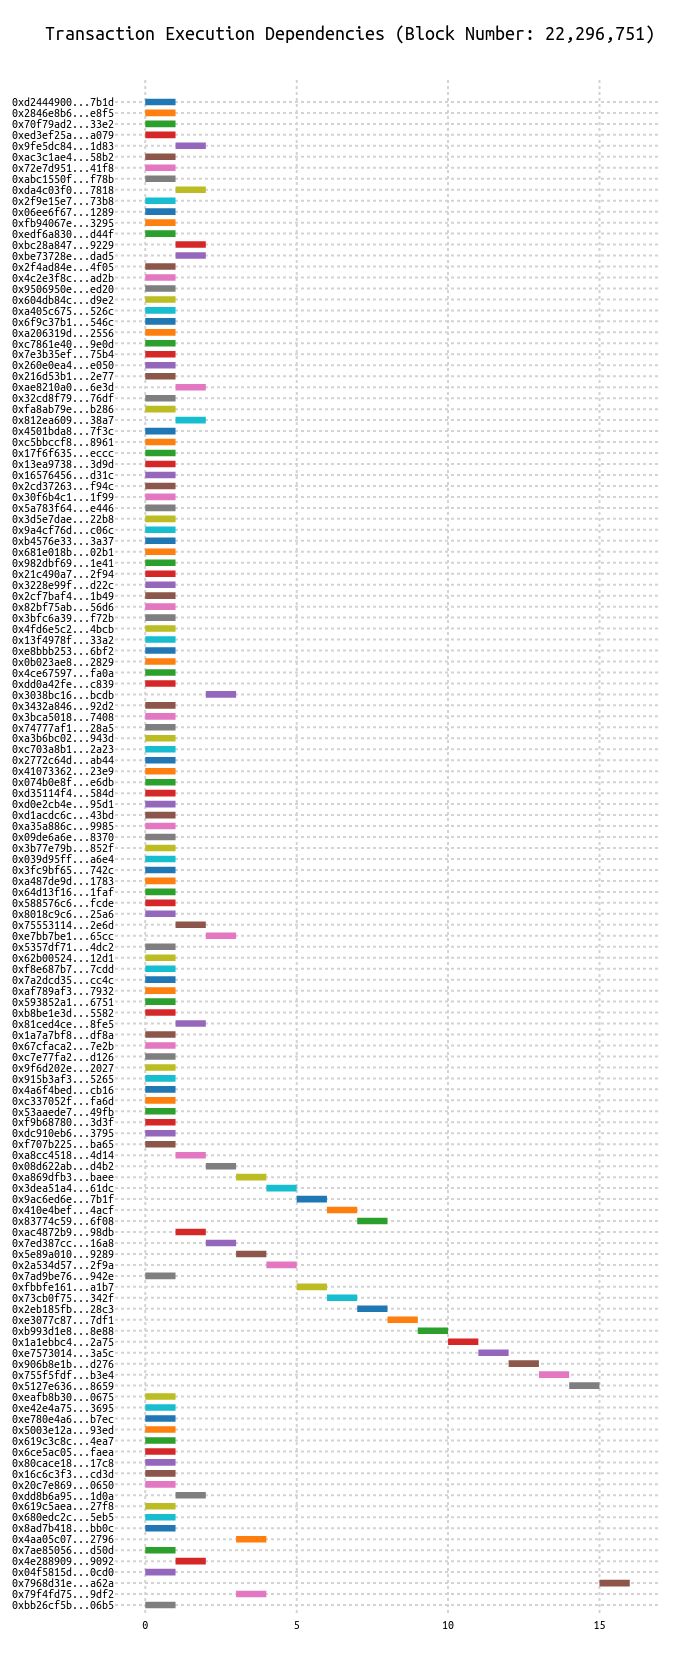 Transaction Execution Dependencies (Block Number: 22,296,751)
0xd2444900...7b1d
0x2846e8b6...e8f5
0x70f79ad2...33e2
0xed3ef25a...a079
0x9fe5dc84...1d83
0xac3c1ae4...58b2
0x72e7d951...41f8
0xabc1550f...f78b
0xda4c03f0...7818
0x2f9e15e7...73b8
0x06ee6f67...1289
0xfb94067e...3295
0xedf6a830...d44f
0xbc28a847...9229
0xbe73728e...dad5
0x2f4ad84e...4f05
0x4c2e3f8c...ad2b
0x9506950e...ed20
0x604db84c...d9e2
0xa405c675...526c
0x6f9c37b1...546c
0xa206319d...2556
0xc7861e40...9e0d
0x7e3b35ef...75b4
0x260e0ea4...e050
0x216d53b1...2e77
0xae8210a0...6e3d
0x32cd8f79...76df
0xfa8ab79e...b286
0x812ea609...38a7
0x4501bda8...7f3c
0xc5bbccf8...8961
0x17f6f635...eccc
0x13ea9738...3d9d
0x16576456...d31c
0x2cd37263...f94c
0x30f6b4c1...1f99
0x5a783f64...e446
0x3d5e7dae...22b8
0x9a4cf76d...c06c
0xb4576e33...3a37
0x681e018b...02b1
0x982dbf69...1e41
0x21c490a7...2f94
0x3228e99f...d22c
0x2cf7baf4...1b49
0x82bf75ab...56d6
0x3bfc6a39...f72b
0x4fd6e5c2...4bcb
0x13f4978f...33a2
0xe8bbb253...6bf2
0x0b023ae8...2829
0x4ce67597...fa0a
0xdd0a42fe...c839
0x3038bc16...bcdb
0x3432a846...92d2
0x3bca5018...7408
0x74777af1...28a5
0xa3b6bc02...943d
0xc703a8b1...2a23
0x2772c64d...ab44
0x41073362...23e9
0x074b0e8f...e6db
0xd35114f4...584d
0xd0e2cb4e...95d1
0xd1acdc6c...43bd
0xa35a886c...9985
0x09de6a6e...8370
0x3b77e79b...852f
0x039d95ff...a6e4
0x3fc9bf65...742c
0xa487de9d...1783
0x64d13f16...1faf
0x588576c6...fcde
0x8018c9c6...25a6
0x75553114...2e6d
0xe7bb7be1...65cc
0x5357df71...4dc2
0x62b00524...12d1
0xf8e687b7...7cdd
0x7a2dcd35...cc4c
0xaf789af3...7932
0x593852a1...6751
0xb8be1e3d...5582
0x81ced4ce...8fe5
0x1a7a7bf8...df8a
0x67cfaca2...7e2b
0xc7e77fa2...d126
0x9f6d202e...2027
0x915b3af3...5265
0x4a6f4bed...cb16
0xc337052f...fa6d
0x53aaede7...49fb
0xf9b68780...3d3f
0xdc910eb6...3795
0xf707b225...ba65
0xa8cc4518...4d14
0x08d622ab...d4b2
0xa869dfb3...baee
0x3dea51a4...61dc
0x9ac6ed6e...7b1f
0x410e4bef...4acf
0x83774c59...6f08
0xac4872b9...98db
0x7ed387cc...16a8
0x5e89a010...9289
0x2a534d57...2f9a
0x7ad9be76...942e
0xfbbfe161...a1b7
0x73cb0f75...342f
0x2eb185fb...28c3
0xe3077c87...7df1
0xb993d1e8...8e88
0x1a1ebbc4...2a75
0xe7573014...3a5c
0x906b8e1b...d276
0x755f5fdf...b3e4
0x5127e636...8659
0xeafb8b30...0675
0xe42e4a75...3695
0xe780e4a6...b7ec
0x5003e12a...93ed
0x619c3c8c...4ea7
0x6ce5ac05...faea
0x80cace18...17c8
0x16c6c3f3...cd3d
0x20c7e869...0650
0xdd8b6a95...1d0a
0x619c5aea...27f8
0x680edc2c...5eb5
0x8ad7b418...bb0c
0x4aa05c07...2796
0x7ae85056...d50d
0x4e288909...9092
0x04f5815d...0cd0
0x7968d31e...a62a
0x79f4fd75...9df2
0xbb26cf5b...06b5
0 5 10 15